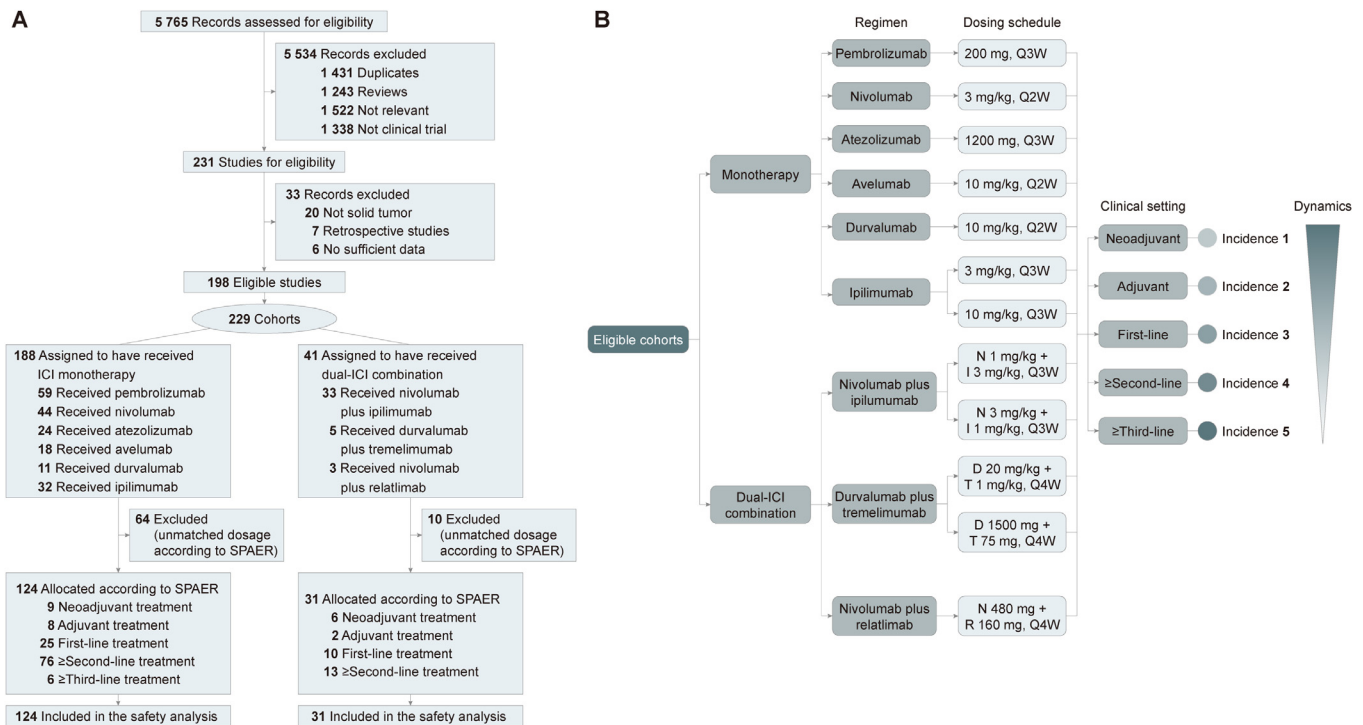 A
5 765 Records assessed for eligibility
5 534 Records excluded
1 431 Duplicates
1 243 Reviews
1 522 Not relevant
1 338 Not clinical trial
231 Studies for eligibility
33 Records excluded
20 Not solid tumor
7 Retrospective studies
6 No sufficient data
198 Eligible studies
229 Cohorts
188 Assigned to have received
ICI monotherapy
59 Received pembrolizumab
44 Received nivolumab
24 Received atezolizumab
18 Received avelumab
11 Received durvalumab
32 Received ipilimumab
41 Assigned to have received
dual-ICI combination
33 Received nivolumab
plus ipilimumab
5 Received durvalumab
plus tremelimumab
3 Received nivolumab
plus relatlimab
64 Excluded
(unmatched dosage
according to SPAER)
10 Excluded
(unmatched dosage
according to SPAER)
124 Allocated according to SPAER
9 Neoadjuvant treatment
8 Adjuvant treatment
25 First-line treatment
76 ≥Second-line treatment
6 ≥Third-line treatment
31 Allocated according to SPAER
6 Neoadjuvant treatment
2 Adjuvant treatment
10 First-line treatment
13 ≥Second-line treatment
124 Included in the safety analysis
31 Included in the safety analysis
B
Regimen
Dosing schedule
Pembrolizumab
200 mg, Q3W
Nivolumab
3 mg/kg, Q2W
Atezolizumab
1200 mg, Q3W
Monotherapy
Avelumab
10 mg/kg, Q2W
Durvalumab
10 mg/kg, Q2W
Ipilimumab
3 mg/kg, Q3W
10 mg/kg, Q3W
Eligible cohorts
Nivolumab plus
ipilumumab
N 1 mg/kg +
I 3 mg/kg, Q3W
N 3 mg/kg +
I 1 mg/kg, Q3W
Dual-ICI
combination
Durvalumab plus
tremelimumab
D 20 mg/kg +
T 1 mg/kg, Q4W
D 1500 mg +
T 75 mg, Q4W
Nivolumab plus
relatlimab
N 480 mg +
R 160 mg, Q4W
Clinical setting
Dynamics
Neoadjuvant
Incidence 1
Adjuvant
Incidence 2
First-line
Incidence 3
≥Second-line
Incidence 4
≥Third-line
Incidence 5